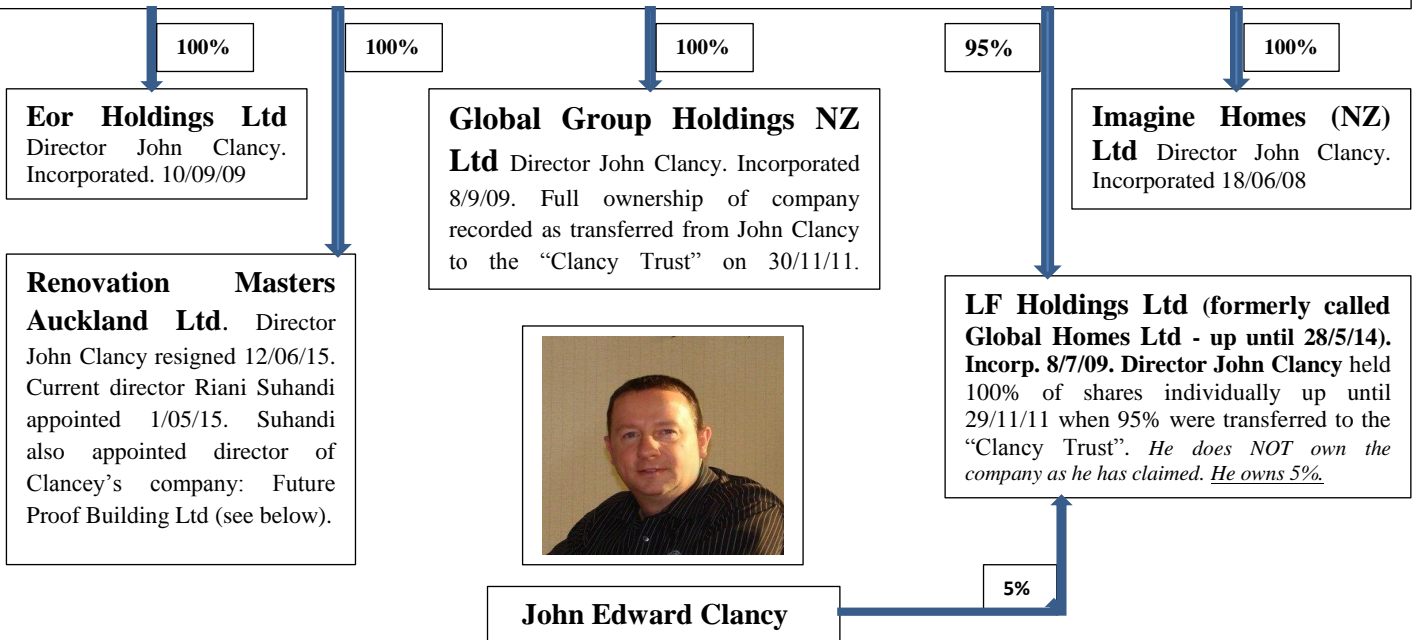 100%
100%
100%
95%
100%
Eor Holdings Ltd
Director John Clancy.
Incorporated. 10/09/09
Global Group Holdings NZ
Ltd Director John Clancy. Incorporated
8/9/09. Full ownership of company
recorded as transferred from John Clancy
to the “Clancy Trust” on 30/11/11.
Imagine Homes (NZ)
Ltd Director John Clancy.
Incorporated 18/06/08
Renovation Masters
Auckland Ltd. Director
John Clancy resigned 12/06/15.
Current director Riani Suhandi
appointed 1/05/15. Suhandi
also appointed director of
Clancey’s company: Future
Proof Building Ltd (see below).
LF Holdings Ltd (formerly called
Global Homes Ltd - up until 28/5/14).
Incorp. 8/7/09. Director John Clancy held
100% of shares individually up until
29/11/11 when 95% were transferred to the
“Clancy Trust”. He does NOT own the
company as he has claimed. He owns 5%.
5%
John Edward Clancy